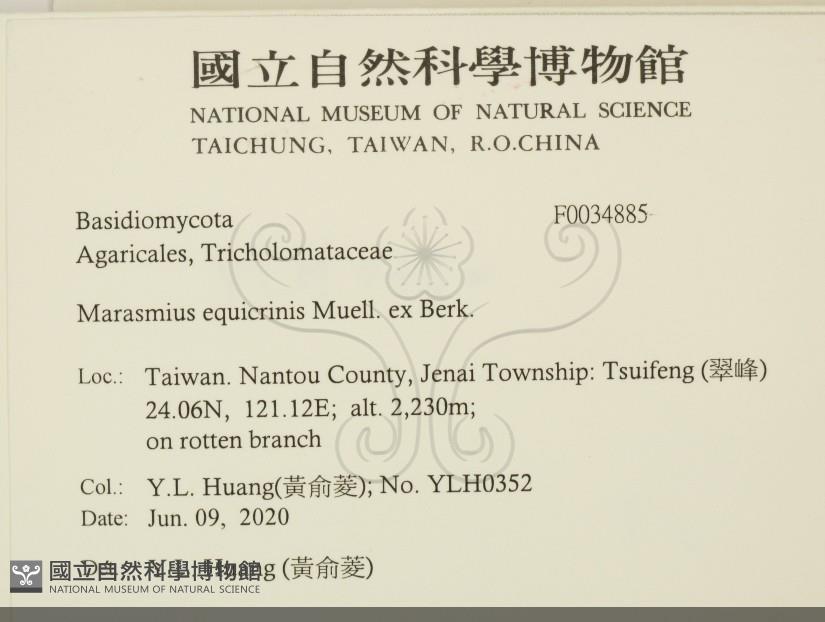 國立自然科學博物館
NATIONAL MUSEUM OF NATURAL SCIENCE
TAICHUNG, TAIWAN, R.O.CHINA
Basidiomycota F0034885
Agaricales, Tricholomataceae
Marasmius equicrinis Muell. ex Berk.
Loc.: Taiwan. Nantou County, Jenai Township: Tsuifeng (翠峰)
24.06N, 121.12E; alt. 2,230m;
on rotten branch
Col.: Y.L. Huang(黃俞菱); No. YLH0352
Date: Jun. 09, 2020
Huang (黃俞菱)
國立自然科學博物館
NATIONAL MUSEUM OF NATURAL SCIENCE